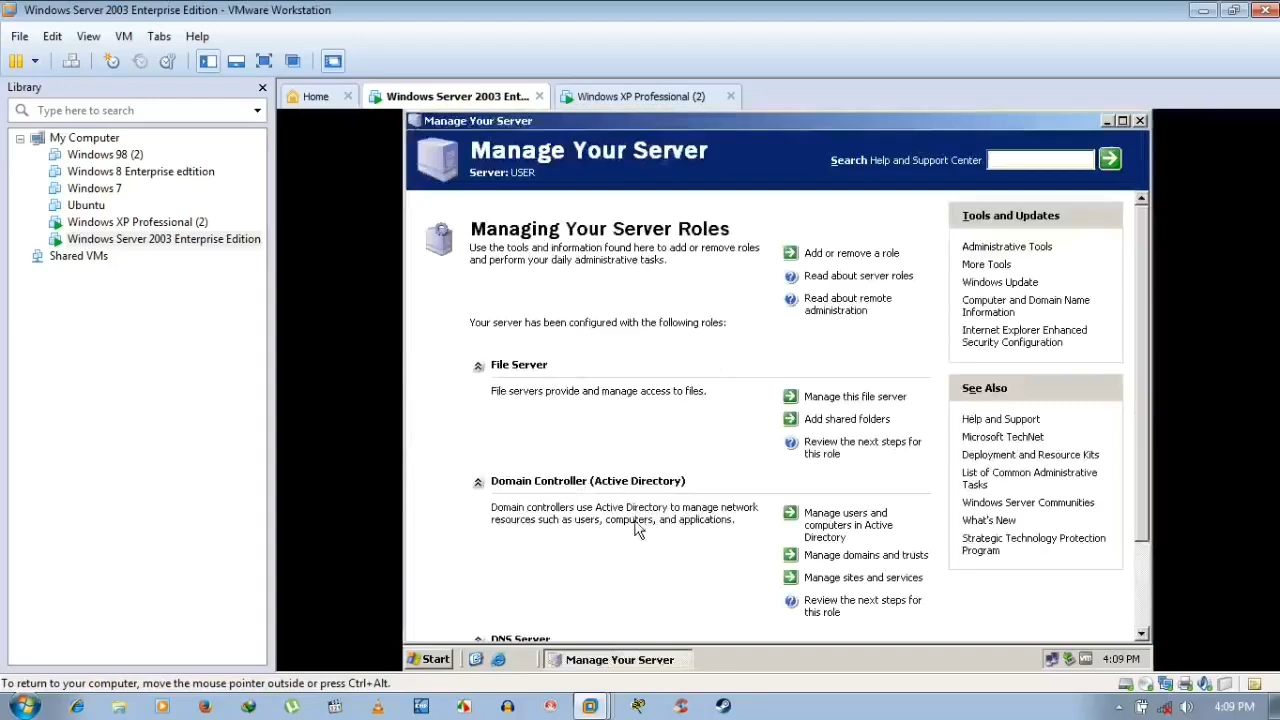 Windows Server 2003 Enterprise Edition - VMware Workstation
File Edit View VM Tabs Help
Library
Type here to search
My Computer
Windows 98 (2)
Windows 8 Enterprise edtition
Windows 7
Ubuntu
Windows XP Professional (2)
Windows Server 2003 Enterprise Edition
Shared VMs
Home
Windows Server 2003 Ent...
Windows XP Professional (2)
Manage Your Server
Manage Your Server
Server: USER
Search Help and Support Center
Managing Your Server Roles
Use the tools and information found here to add or remove roles
and perform your daily administrative tasks.
Add or remove a role
Read about server roles
Read about remote
administration
Your server has been configured with the following roles:
File Server
File servers provide and manage access to files.
Manage this file server
Add shared folders
Review the next steps for
this role
Domain Controller (Active Directory)
Domain controllers use Active Directory to manage network
resources such as users, computers, and applications.
Manage users and
computers in Active
Directory
Manage domains and trusts
Manage sites and services
Review the next steps for
this role
DNS Server
Tools and Updates
Administrative Tools
More Tools
Windows Update
Computer and Domain Name
Information
Internet Explorer Enhanced
Security Configuration
See Also
Help and Support
Microsoft TechNet
Deployment and Resource Kits
List of Common Administrative
Tasks
Windows Server Communities
What's New
Strategic Technology Protection
Program
Start
Manage Your Server
4:09 PM
To return to your computer, move the mouse pointer outside or press Ctrl+Alt.
4:09 PM